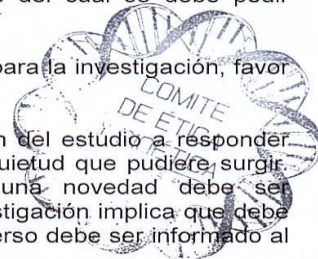 del cual se debe pedir
para la investigación, favor
COMITE
DE ÉTICA
del estudio a responder
quietud que pudiere surgir.
una novedad debe ser
stigación implica que debe
erso debe ser informado al